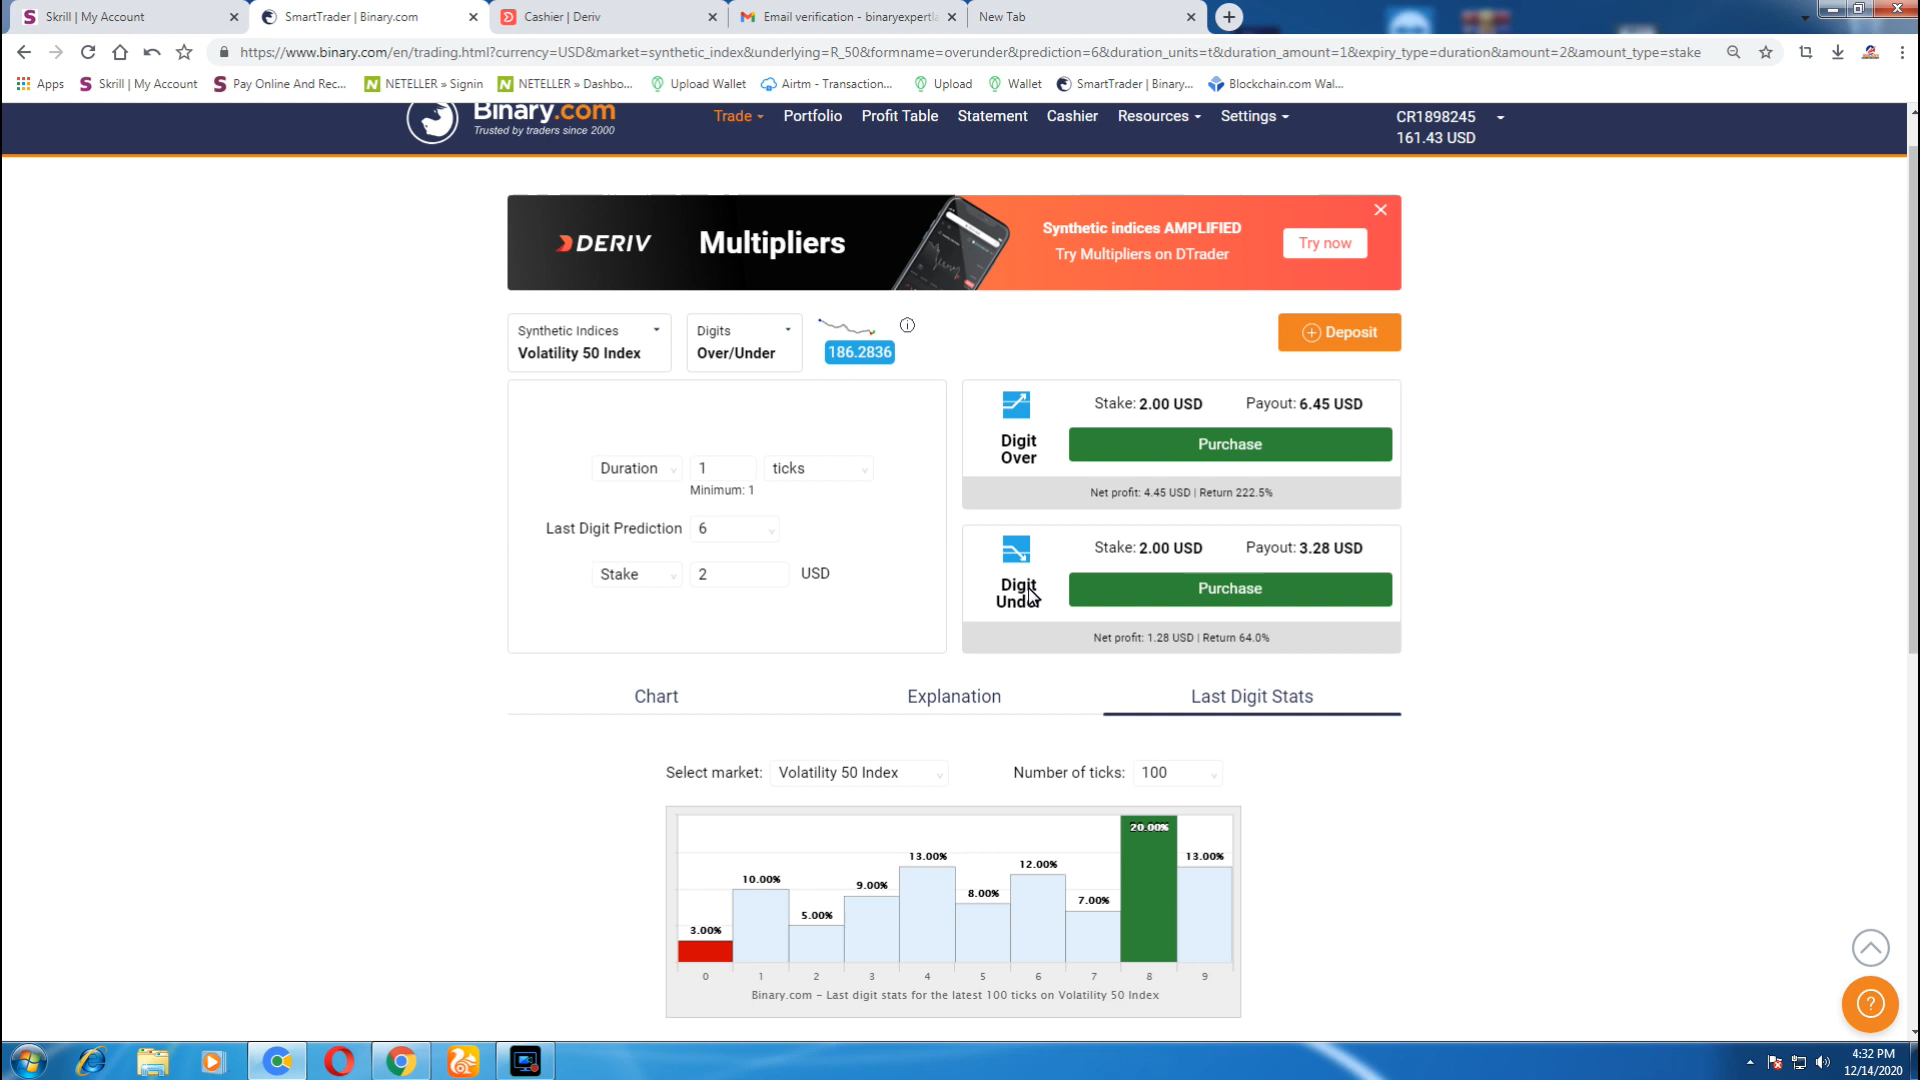 Skrill | My Account
SmartTrader | Binary.com
Cashier | Deriv
Email verification - binaryexpertla
New Tab
https://www.binary.com/en/trading.html?currency=USD&market=synthetic_index&underlying=R_50&formname=overunder&prediction=6&duration_units=t&duration_amount=1&expiry_type=duration&amount=2&amount_type=stake
Apps
Skrill | My Account
Pay Online And Rec...
NETELLER » Signin
NETELLER » Dashbo...
Upload Wallet
Airtm - Transaction...
Upload
Wallet
SmartTrader | Binary...
Blockchain.com Wal...
Binary.com
Trusted by traders since 2000
Trade
Portfolio
Profit Table
Statement
Cashier
Resources
Settings
CR1898245
161.43 USD
DERIV
Multipliers
Synthetic indices AMPLIFIED
Try Multipliers on DTrader
Try now
Synthetic Indices
Volatility 50 Index
Digits
Over/Under
186.2836
Deposit
Duration 1 ticks
Minimum: 1
Last Digit Prediction 6
Stake 2 USD
Stake: 2.00 USD Payout: 6.45 USD
Digit
Over
Purchase
Net profit: 4.45 USD | Return 222.5%
Stake: 2.00 USD Payout: 3.28 USD
Digit
Under
Purchase
Net profit: 1.28 USD | Return 64.0%
Chart
Explanation
Last Digit Stats
Select market: Volatility 50 Index
Number of ticks: 100
3.00%
10.00%
5.00%
9.00%
13.00%
8.00%
12.00%
7.00%
20.00%
13.00%
0 1 2 3 4 5 6 7 8 9
Binary.com - Last digit stats for the latest 100 ticks on Volatility 50 Index
4:32 PM
12/14/2020